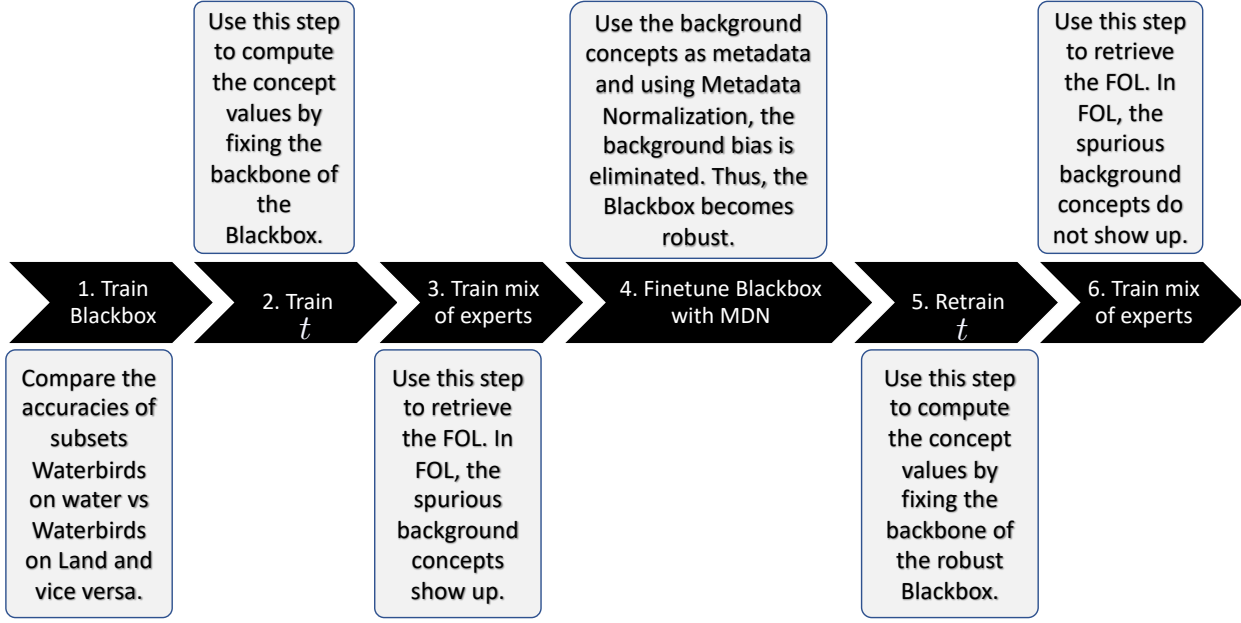 Use this step
to compute
the concept
values by
fixing the
backbone of
the
Blackbox.
Use the background
concepts as metadata
and using Metadata
Normalization, the
background bias is
eliminated. Thus, the
Blackbox becomes
robust.
Use this step
to retrieve
the FOL. In
FOL, the
spurious
background
concepts do
not show up.
1. Train
Blackbox
2. Train
t
3. Train mix
of experts
4. Finetune Blackbox
with MDN
5. Retrain
t
6. Train mix
of experts
Compare the
accuracies of
subsets
Waterbirds
on water vs
Waterbirds
on Land and
vice versa.
Use this step
to retrieve
the FOL. In
FOL, the
spurious
background
concepts
show up.
Use this step
to compute
the concept
values by
fixing the
backbone of
the robust
Blackbox.